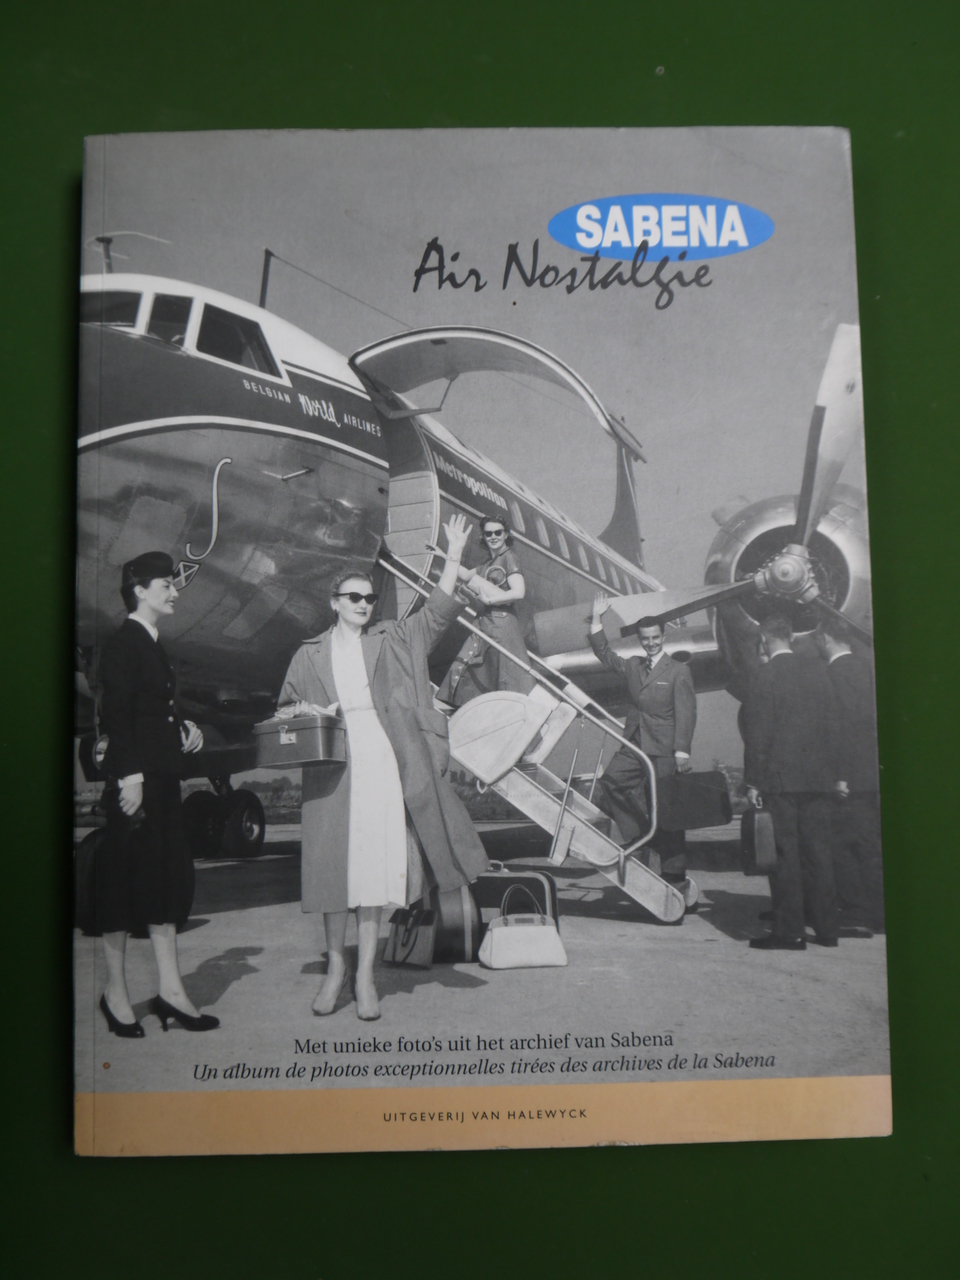 SABENA
Air Nostalgie
BELGIAN World AIRLINES
Metropolitan
S
Met unieke foto's uit het archief van Sabena
Un album de photos exceptionnelles tirées des archives de la Sabena
UITGEVERIJ VAN HALEWYCK